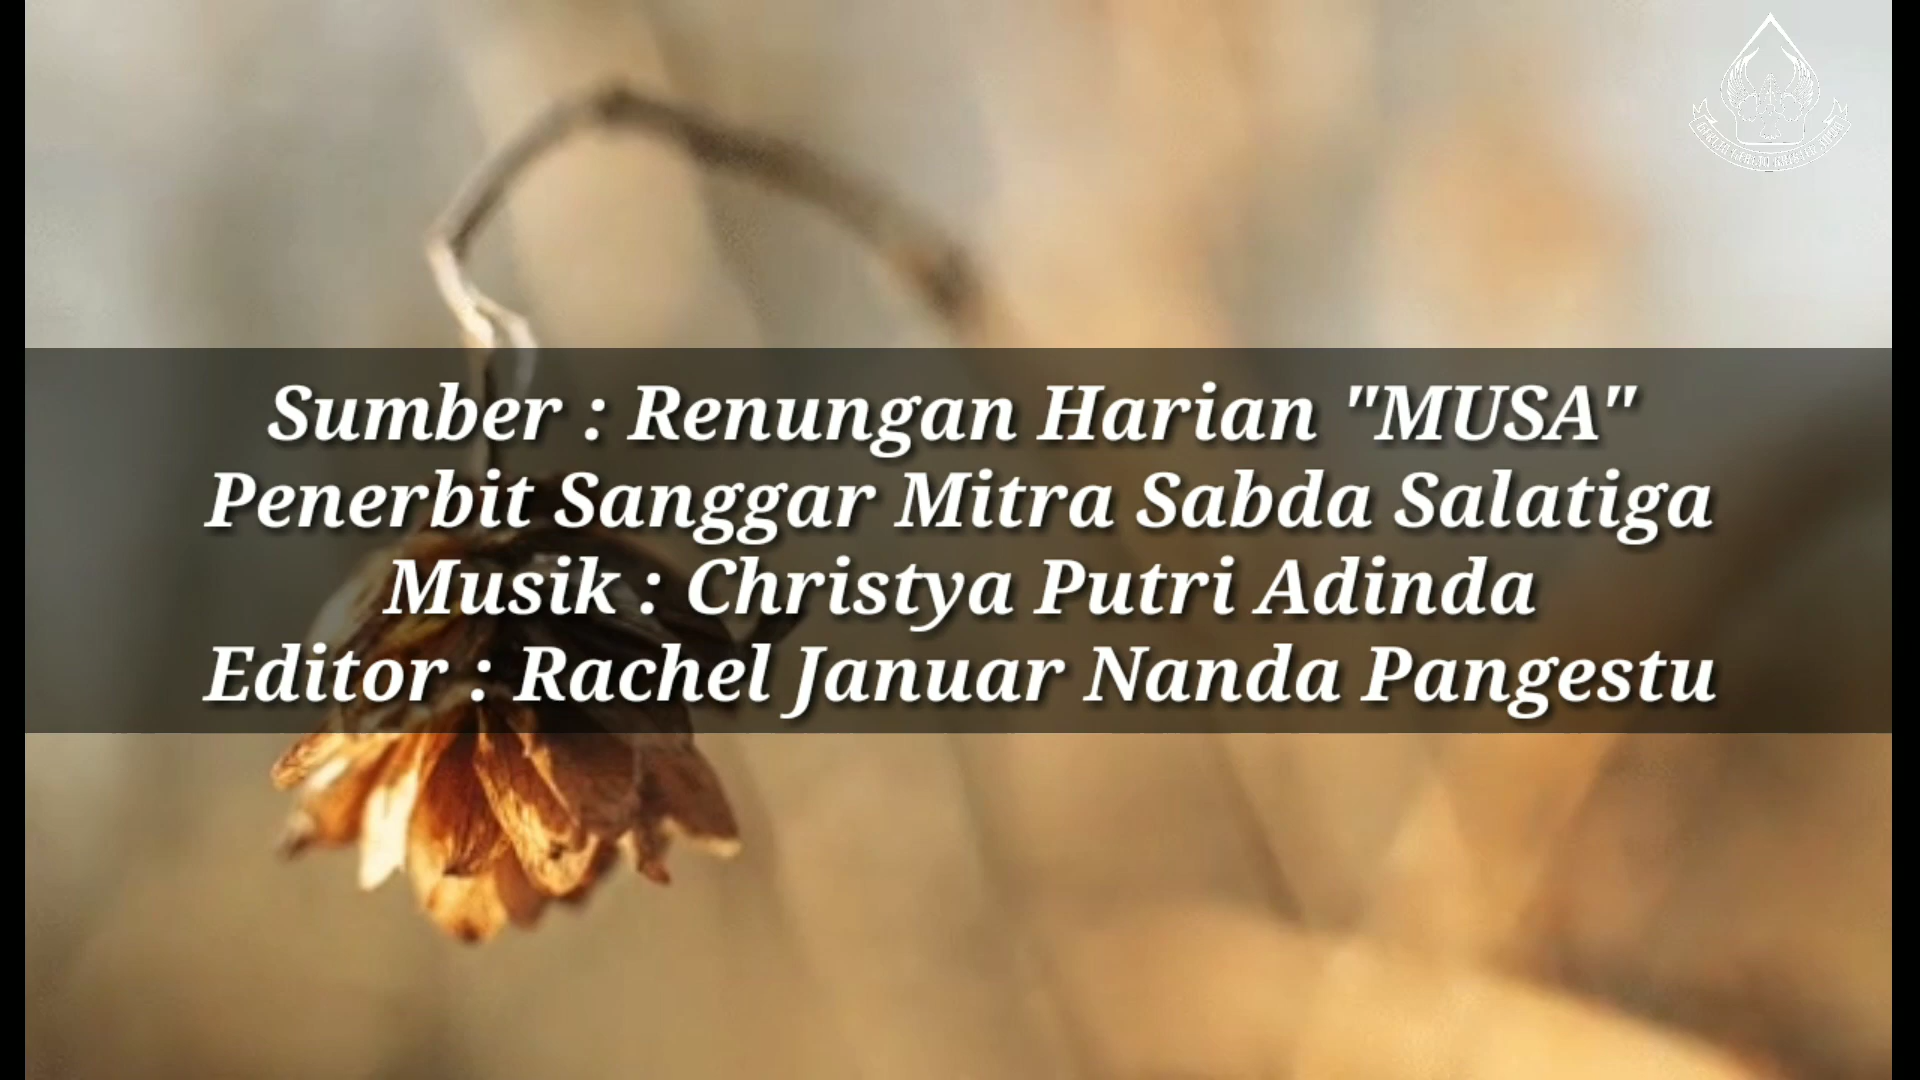 Sumber : Renungan Harian "MUSA"
Penerbit Sanggar Mitra Sabda Salatiga
Musik : Christya Putri Adinda
Editor : Rachel Januar Nanda Pangestu